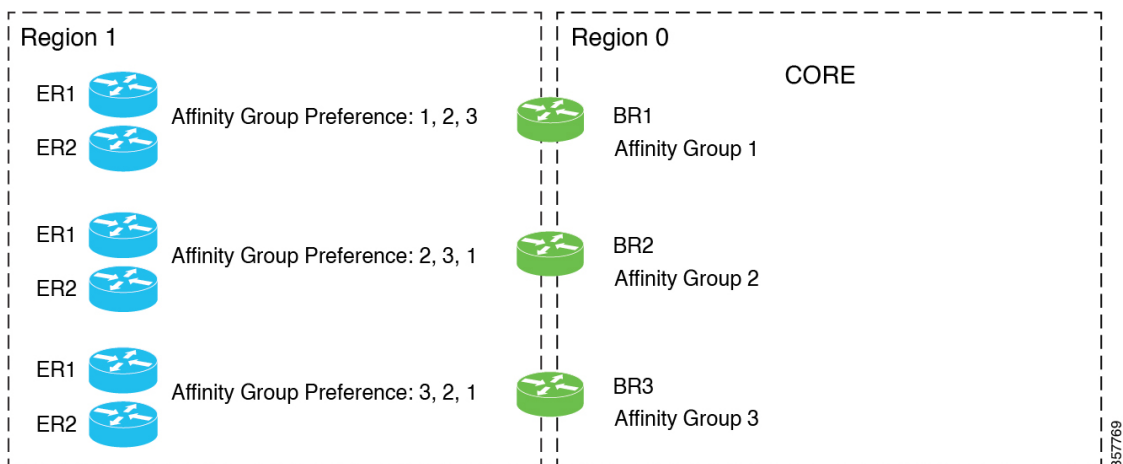 Region 1
Region 0
CORE
ER1
Affinity Group Preference: 1, 2, 3
ER2
BR1
Affinity Group 1
ER1
Affinity Group Preference: 2, 3, 1
ER2
BR2
Affinity Group 2
ER1
Affinity Group Preference: 3, 2, 1
ER2
BR3
Affinity Group 3
357769